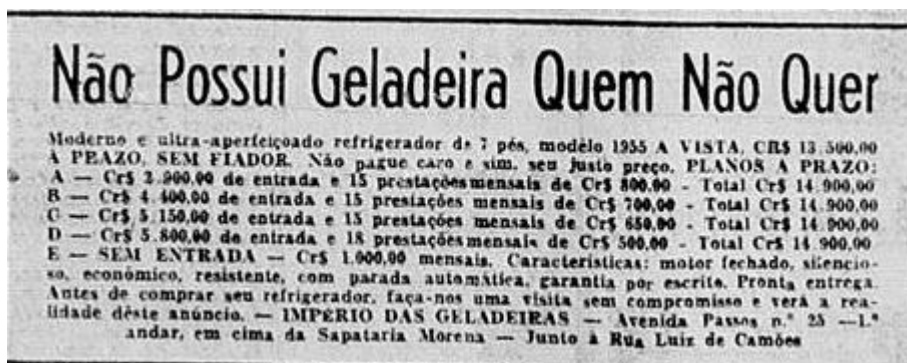 Não Possui Geladeira Quem Não Quer
Moderno e ultra-aperfeiçoado refrigerador de 7 pés, modêlo 1955 A VISTA, CR$ 13.500,00
A PRAZO, SEM FIADOR. Não pague caro e sim, seu justo preço. PLANOS A PRAZO:
A — Cr$ 2.900,00 de entrada e 15 prestações mensais de Cr$ 800,00 - Total Cr$ 14.900,00
B — Cr$ 4.400,00 de entrada e 15 prestações mensais de Cr$ 700,00 - Total Cr$ 14.900,00
C — Cr$ 5.150,00 de entrada e 15 prestações mensais de Cr$ 650,00 - Total Cr$ 14.900,00
D — Cr$ 5.800,00 de entrada e 18 prestações mensais de Cr$ 500,00 - Total Cr$ 14.900,00
E — SEM ENTRADA — Cr$ 1.000,00 mensais. Caracteristicas: motor fechado, silencio-
so, econômico, resistente, com parada automática, garantia por escrito. Pronta entrega.
Antes de comprar seu refrigerador, faça-nos uma visita sem compromisso e verá a rea-
lidade dêste anúncio. — IMPÉRIO DAS GELADEIRAS — Avenida Passos n.º 25 —1.º
andar, em cima da Sapataria Morena — Junto à Rua Luiz de Camões